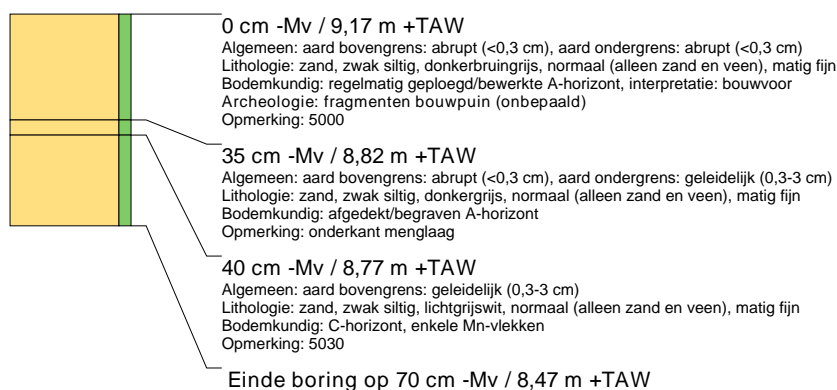 0 cm -Mv / 9,17 m +TAW
Algemeen: aard bovengrens: abrupt (<0,3 cm), aard ondergrens: abrupt (<0,3 cm)
Lithologie: zand, zwak siltig, donkerbruingrijs, normaal (alleen zand en veen), matig fijn
Bodemkundig: regelmatig geploegd/bewerkte A-horizont, interpretatie: bouwvoor
Archeologie: fragmenten bouwpuin (onbepaald)
Opmerking: 5000
35 cm -Mv / 8,82 m +TAW
Algemeen: aard bovengrens: abrupt (<0,3 cm), aard ondergrens: geleidelijk (0,3-3 cm)
Lithologie: zand, zwak siltig, donkergrijs, normaal (alleen zand en veen), matig fijn
Bodemkundig: afgedekt/begraven A-horizont
Opmerking: onderkant menglaag
40 cm -Mv / 8,77 m +TAW
Algemeen: aard bovengrens: geleidelijk (0,3-3 cm)
Lithologie: zand, zwak siltig, lichtgrijswit, normaal (alleen zand en veen), matig fijn
Bodemkundig: C-horizont, enkele Mn-vlekken
Opmerking: 5030
Einde boring op 70 cm -Mv / 8,47 m +TAW